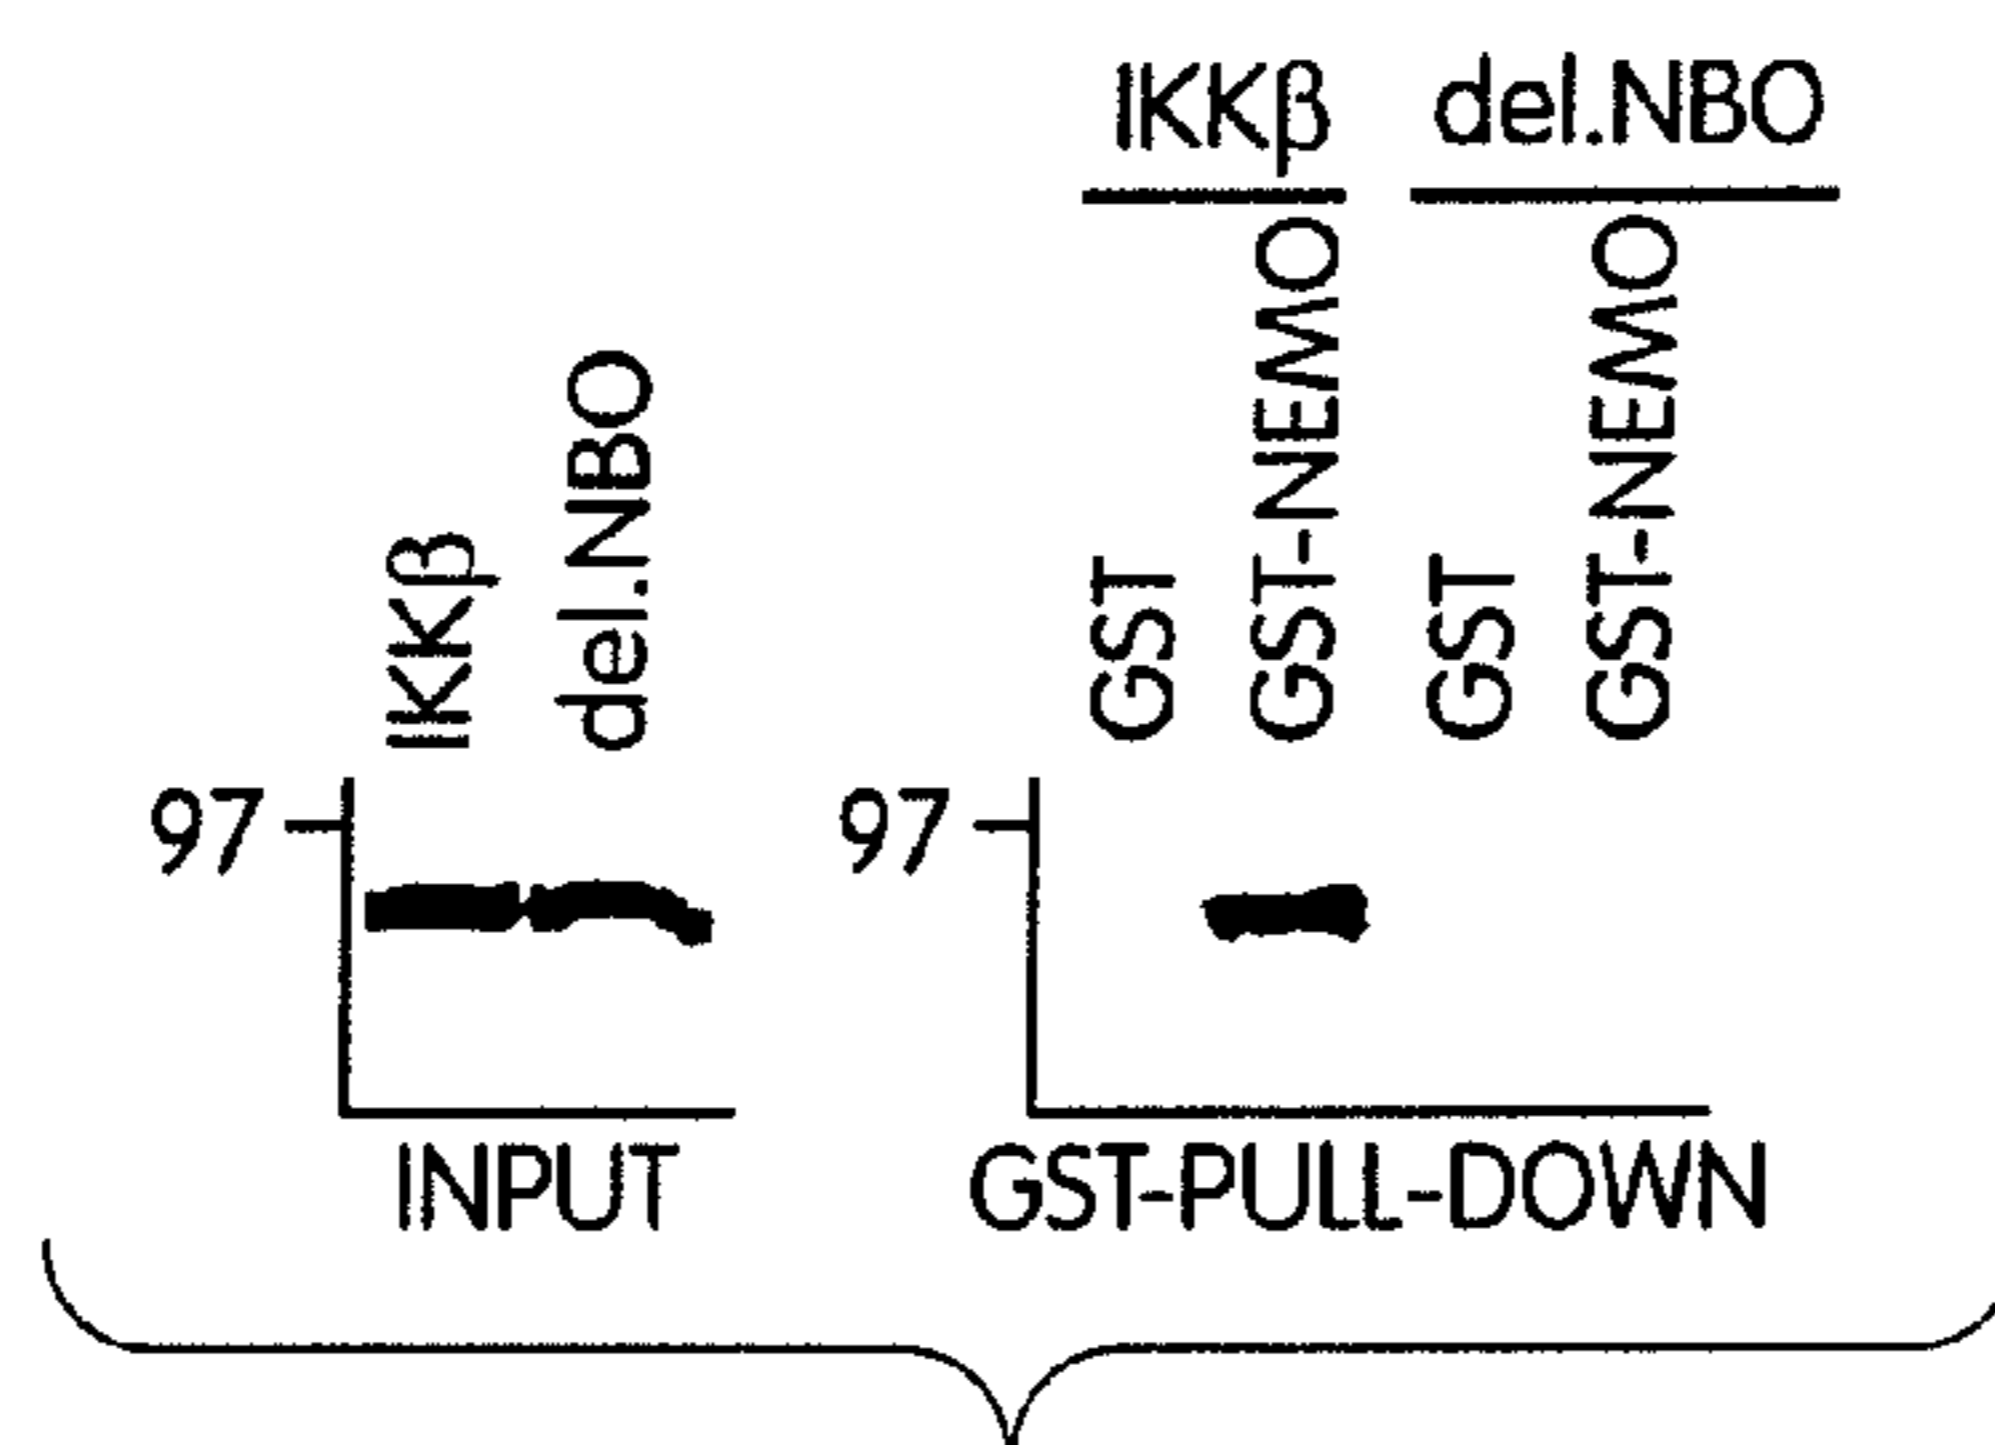 IKKβ del.NBO
GST GST-NEMO GST GST-NEMO
IKKβ del.NBO
97 97
INPUT GST-PULL-DOWN